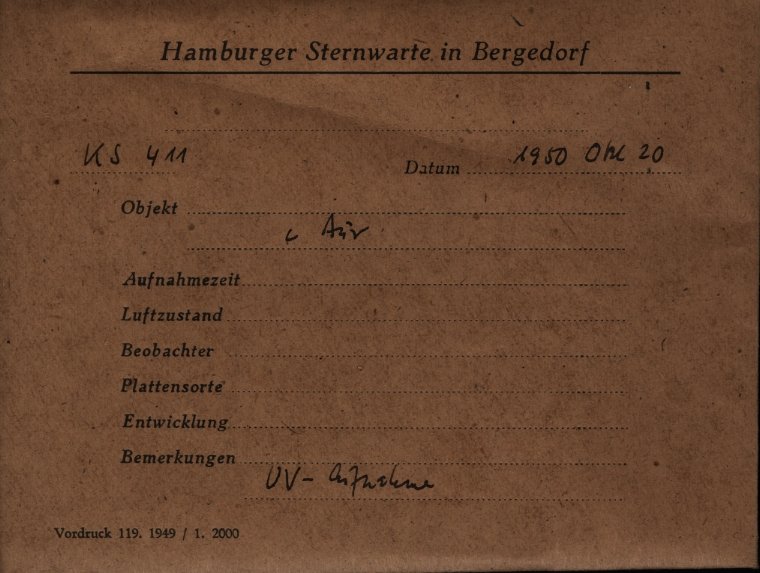 Hamburger Sternwarte in Bergedorf
KS 411 Datum 1950 Okt 20
Objekt
Aur
Aufnahmezeit
Luftzustand
Beobachter
Plattensorte
Entwicklung
Bemerkungen
UV-Aufnahme
Vordruck 119. 1949 / 1. 2000